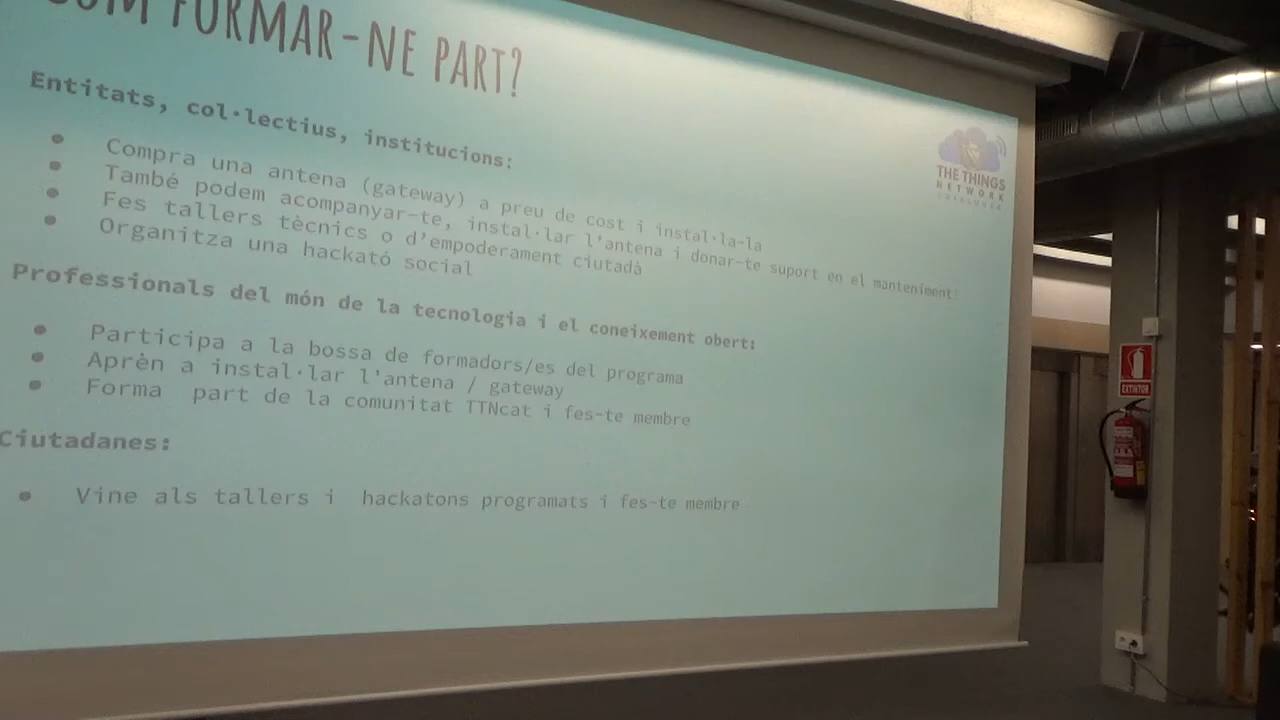 COM FORMAR-NE PART?
Entitats, col·lectius, institucions:
● Compra una antena (gateway) a preu de cost i instal·la-la
● També podem acompanyar-te, instal·lar l'antena i donar-te suport en el manteniment
● Fes tallers tècnics o d'empoderament ciutadà
● Organitza una hackató social
Professionals del món de la tecnologia i el coneixement obert:
● Participa a la bossa de formadors/es del programa
● Aprèn a instal·lar l'antena / gateway
● Forma part de la comunitat TTNcat i fes-te membre
Ciutadanes:
● Vine als tallers i hackatons programats i fes-te membre
THE THINGS
NETWORK
CATALUNYA
EXTINTOR